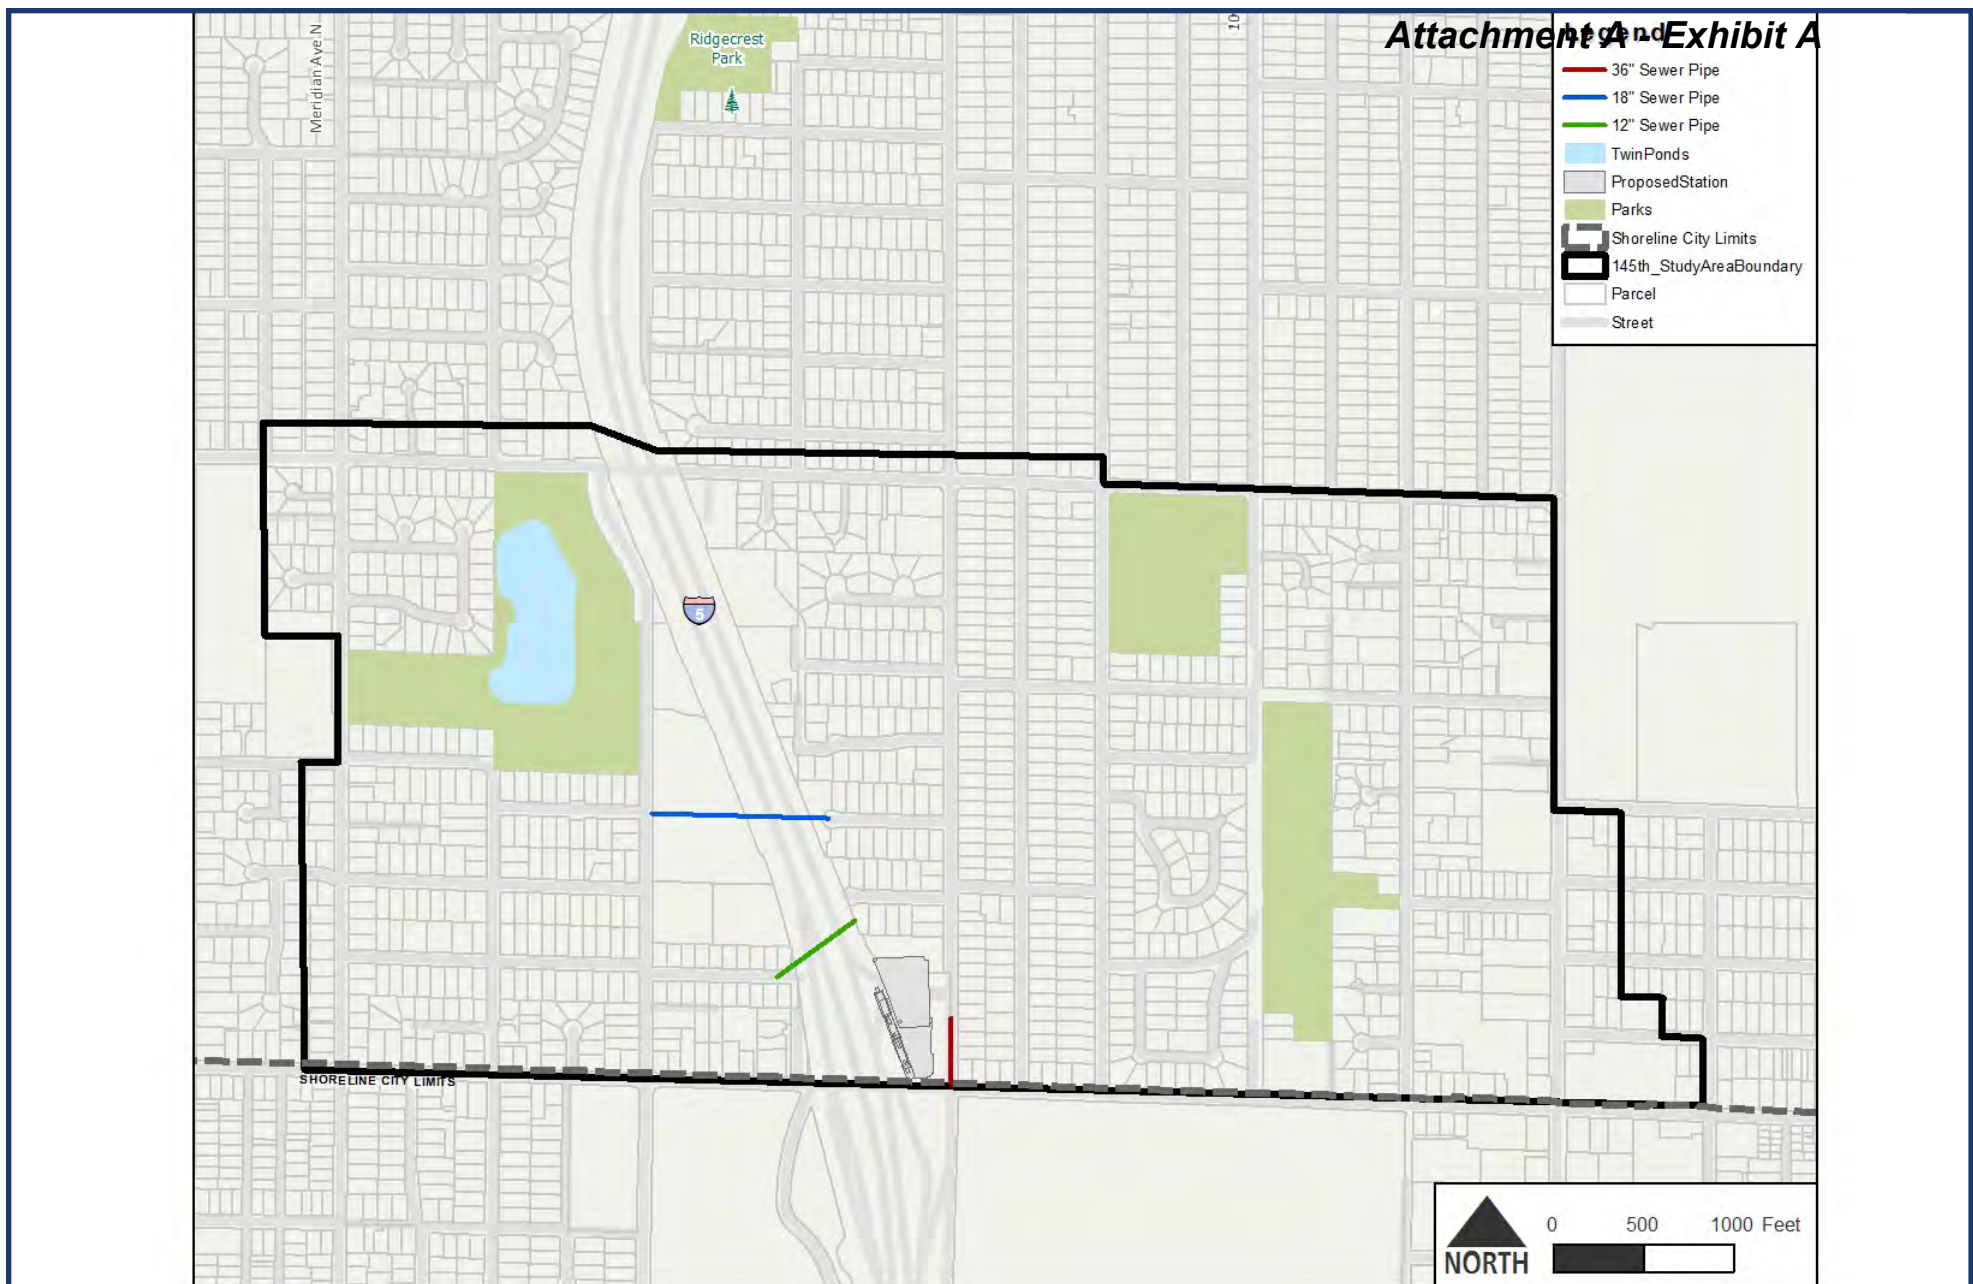 Attachment A - Exhibit A
Legend
36" Sewer Pipe
18" Sewer Pipe
12" Sewer Pipe
TwinPonds
ProposedStation
Parks
Shoreline City Limits
145th_StudyAreaBoundary
Parcel
Street
Meridian Ave N
Ridgecrest
Park
10
5
SHORELINE CITY LIMITS
NORTH
0 500 1000 Feet